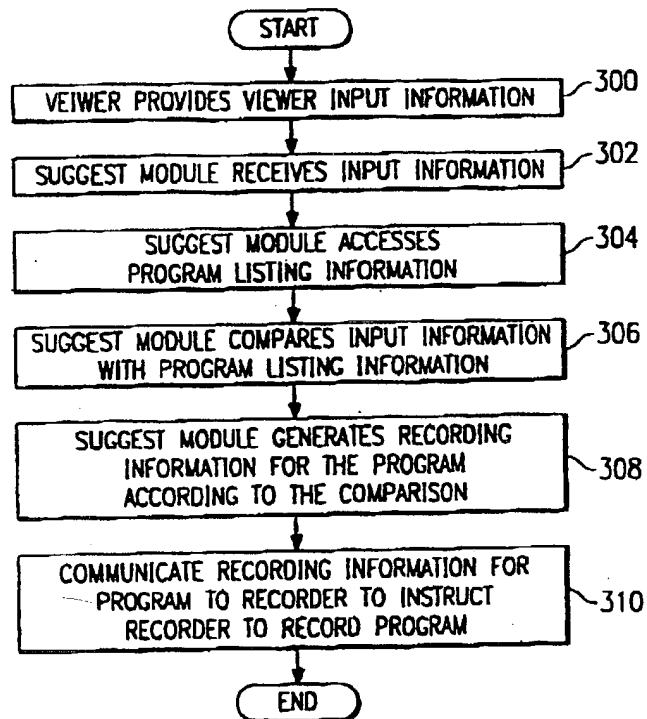 START
VEIWER PROVIDES VIEWER INPUT INFORMATION
300
SUGGEST MODULE RECEIVES INPUT INFORMATION
302
SUGGEST MODULE ACCESSES
PROGRAM LISTING INFORMATION
304
SUGGEST MODULE COMPARES INPUT INFORMATION
WITH PROGRAM LISTING INFORMATION
306
SUGGEST MODULE GENERATES RECORDING
INFORMATION FOR THE PROGRAM
ACCORDING TO THE COMPARISON
308
COMMUNICATE RECORDING INFORMATION FOR
PROGRAM TO RECORDER TO INSTRUCT
RECORDER TO RECORD PROGRAM
310
END